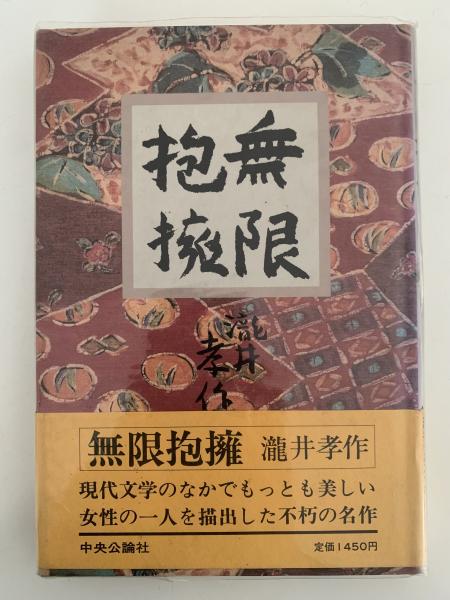 無限
抱擁
瀧井
孝作
無限抱擁 瀧井孝作
現代文学のなかでもっとも美しい
女性の一人を描出した不朽の名作
中央公論社 定価1450円